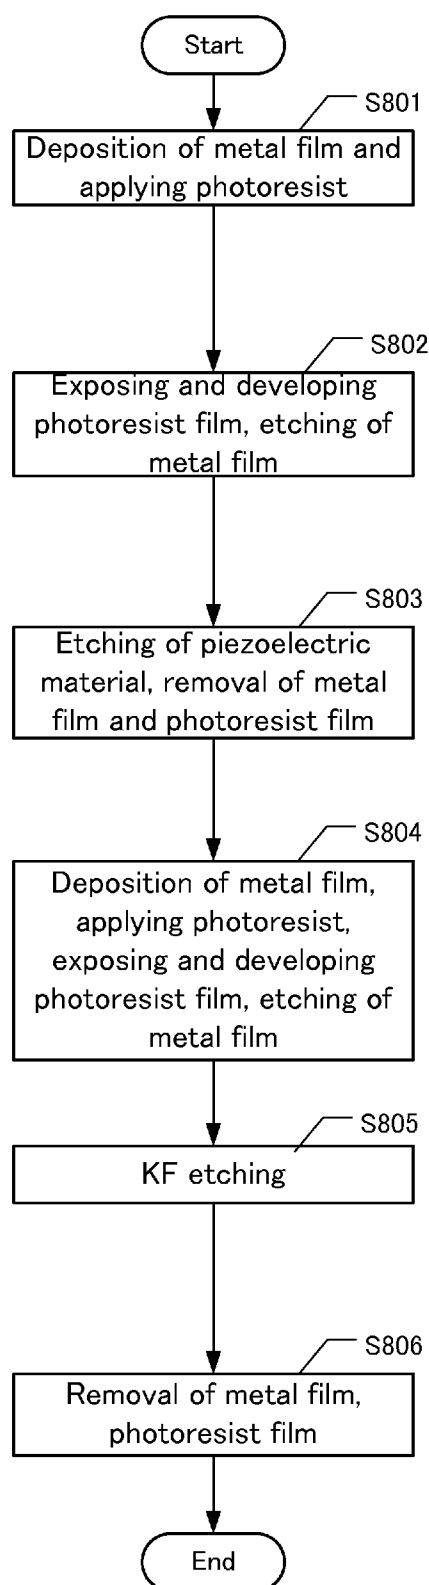 Start
S801
Deposition of metal film and
applying photoresist
S802
Exposing and developing
photoresist film, etching of
metal film
S803
Etching of piezoelectric
material, removal of metal
film and photoresist film
S804
Deposition of metal film,
applying photoresist,
exposing and developing
photoresist film, etching of
metal film
S805
KF etching
S806
Removal of metal film,
photoresist film
End